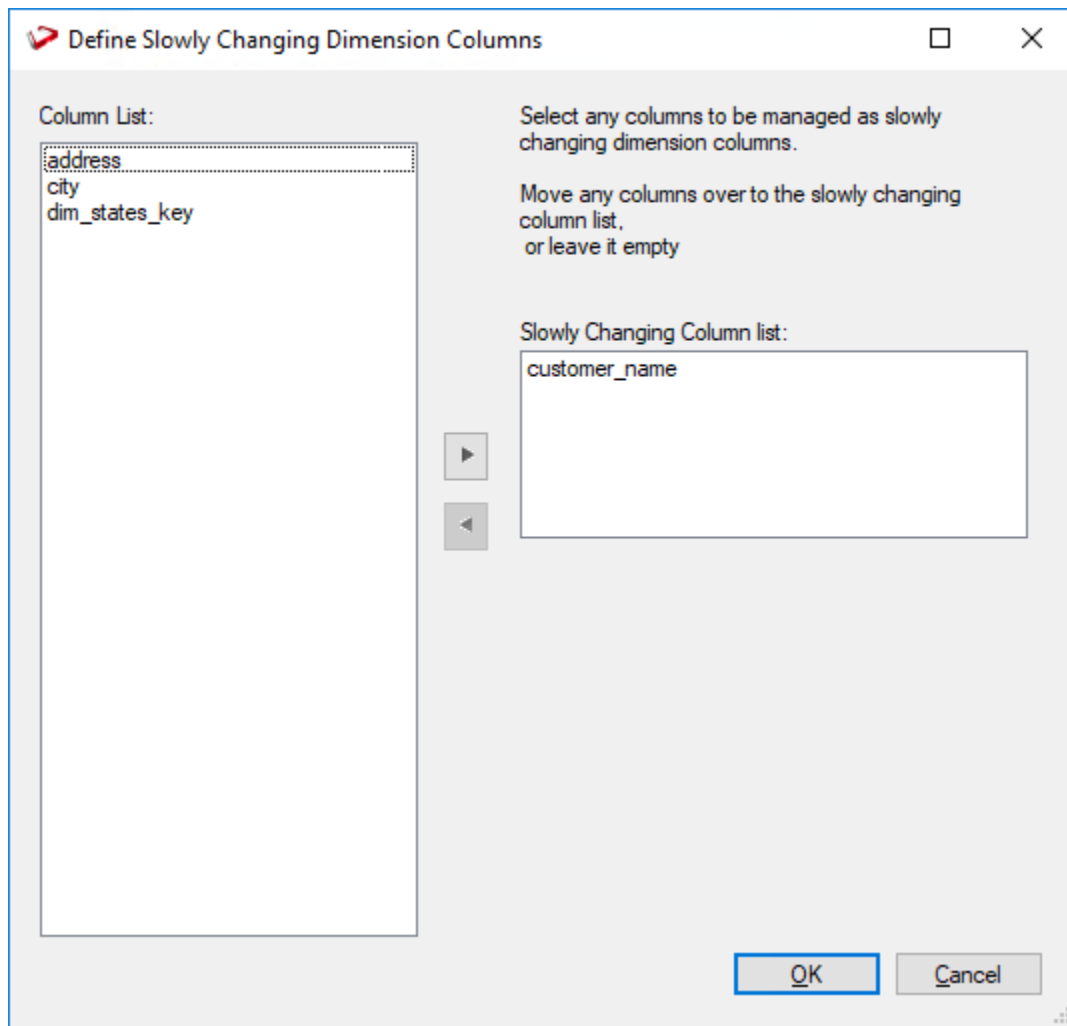 Define Slowly Changing Dimension Columns
Column List:
address
city
dim_states_key
Select any columns to be managed as slowly
changing dimension columns.
Move any columns over to the slowly changing
column list,
or leave it empty
Slowly Changing Column list:
customer_name
OK
Cancel